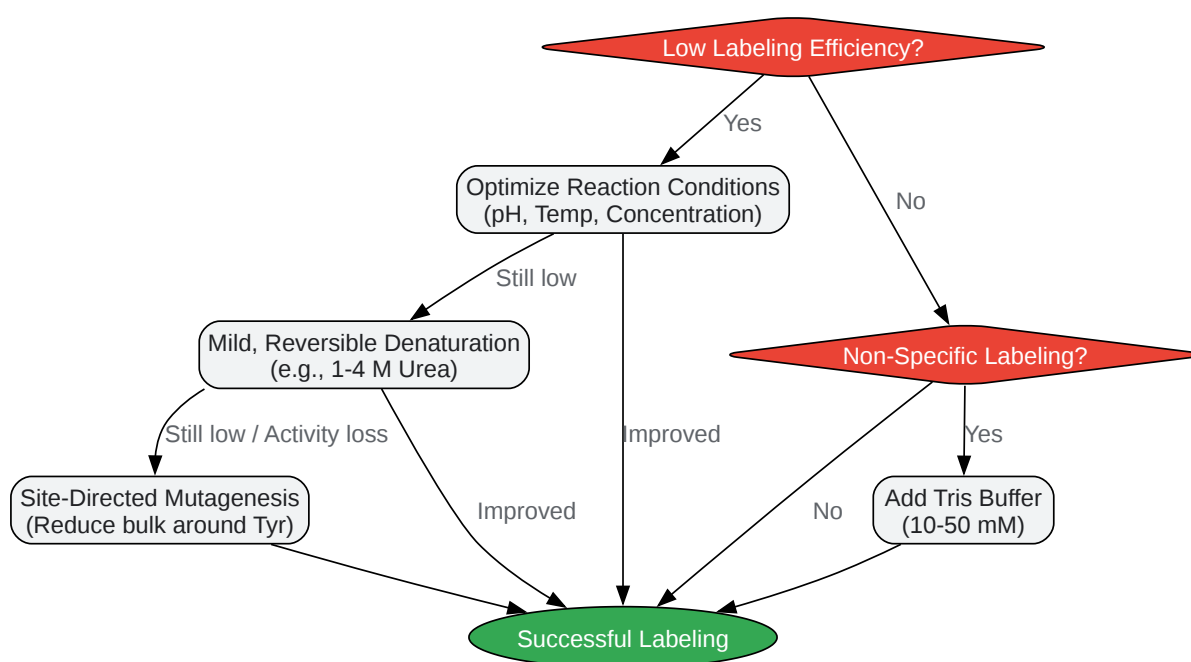 Low Labeling Efficiency?
Yes
Optimize Reaction Conditions
(pH, Temp, Concentration)
No
Still low
Mild, Reversible Denaturation
(e.g., 1-4 M Urea)
Non-Specific Labeling?
Still low / Activity loss
Improved
Yes
Site-Directed Mutagenesis
(Reduce bulk around Tyr)
Improved
No
Add Tris Buffer
(10-50 mM)
Successful Labeling